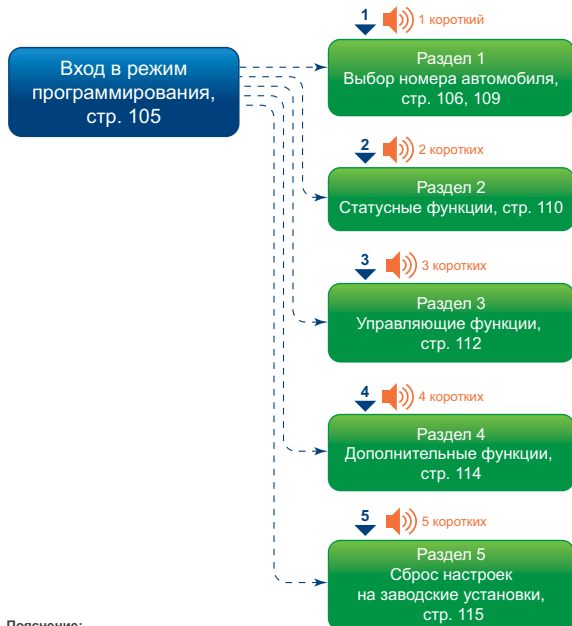 Вход в режим
программирования,
стр. 105
1
1 короткий
Раздел 1
Выбор номера автомобиля,
стр. 106, 109
2
2 коротких
Раздел 2
Статусные функции, стр. 110
3
3 коротких
Раздел 3
Управляющие функции,
стр. 112
4
4 коротких
Раздел 4
Дополнительные функции,
стр. 114
5
5 коротких
Раздел 5
Сброс настроек
на заводские установки,
стр. 115
Пояснение: